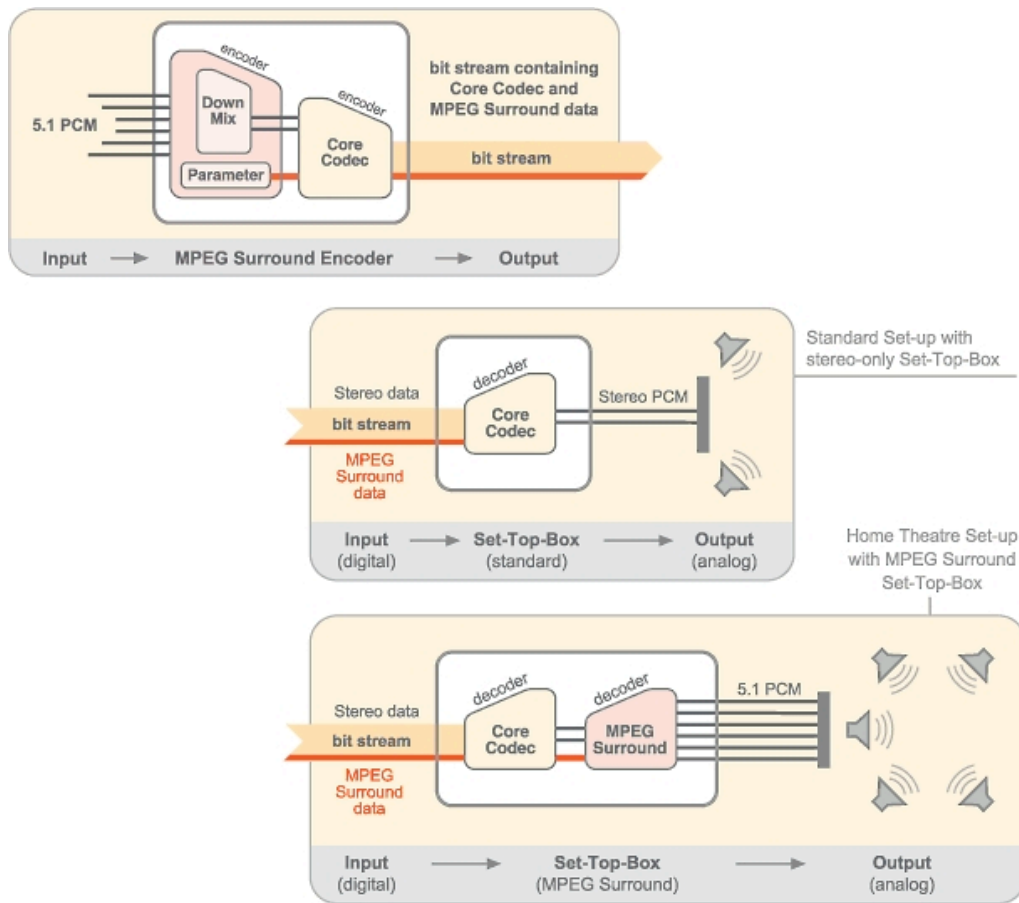 encoder
Down
Mix
Parameter
5.1 PCM
encoder
Core
Codec
bit stream containing
Core Codec and
MPEG Surround data
bit stream
Input
MPEG Surround Encoder
Output
Stereo data
bit stream
MPEG
Surround
data
decoder
Core
Codec
Stereo PCM
Input
(digital)
Set-Top-Box
(standard)
Output
(analog)
Standard Set-up with
stereo-only Set-Top-Box
Home Theatre Set-up
with MPEG Surround
Set-Top-Box
Stereo data
bit stream
MPEG
Surround
data
decoder
Core
Codec
decoder
MPEG
Surround
5.1 PCM
Input
(digital)
Set-Top-Box
(MPEG Surround)
Output
(analog)